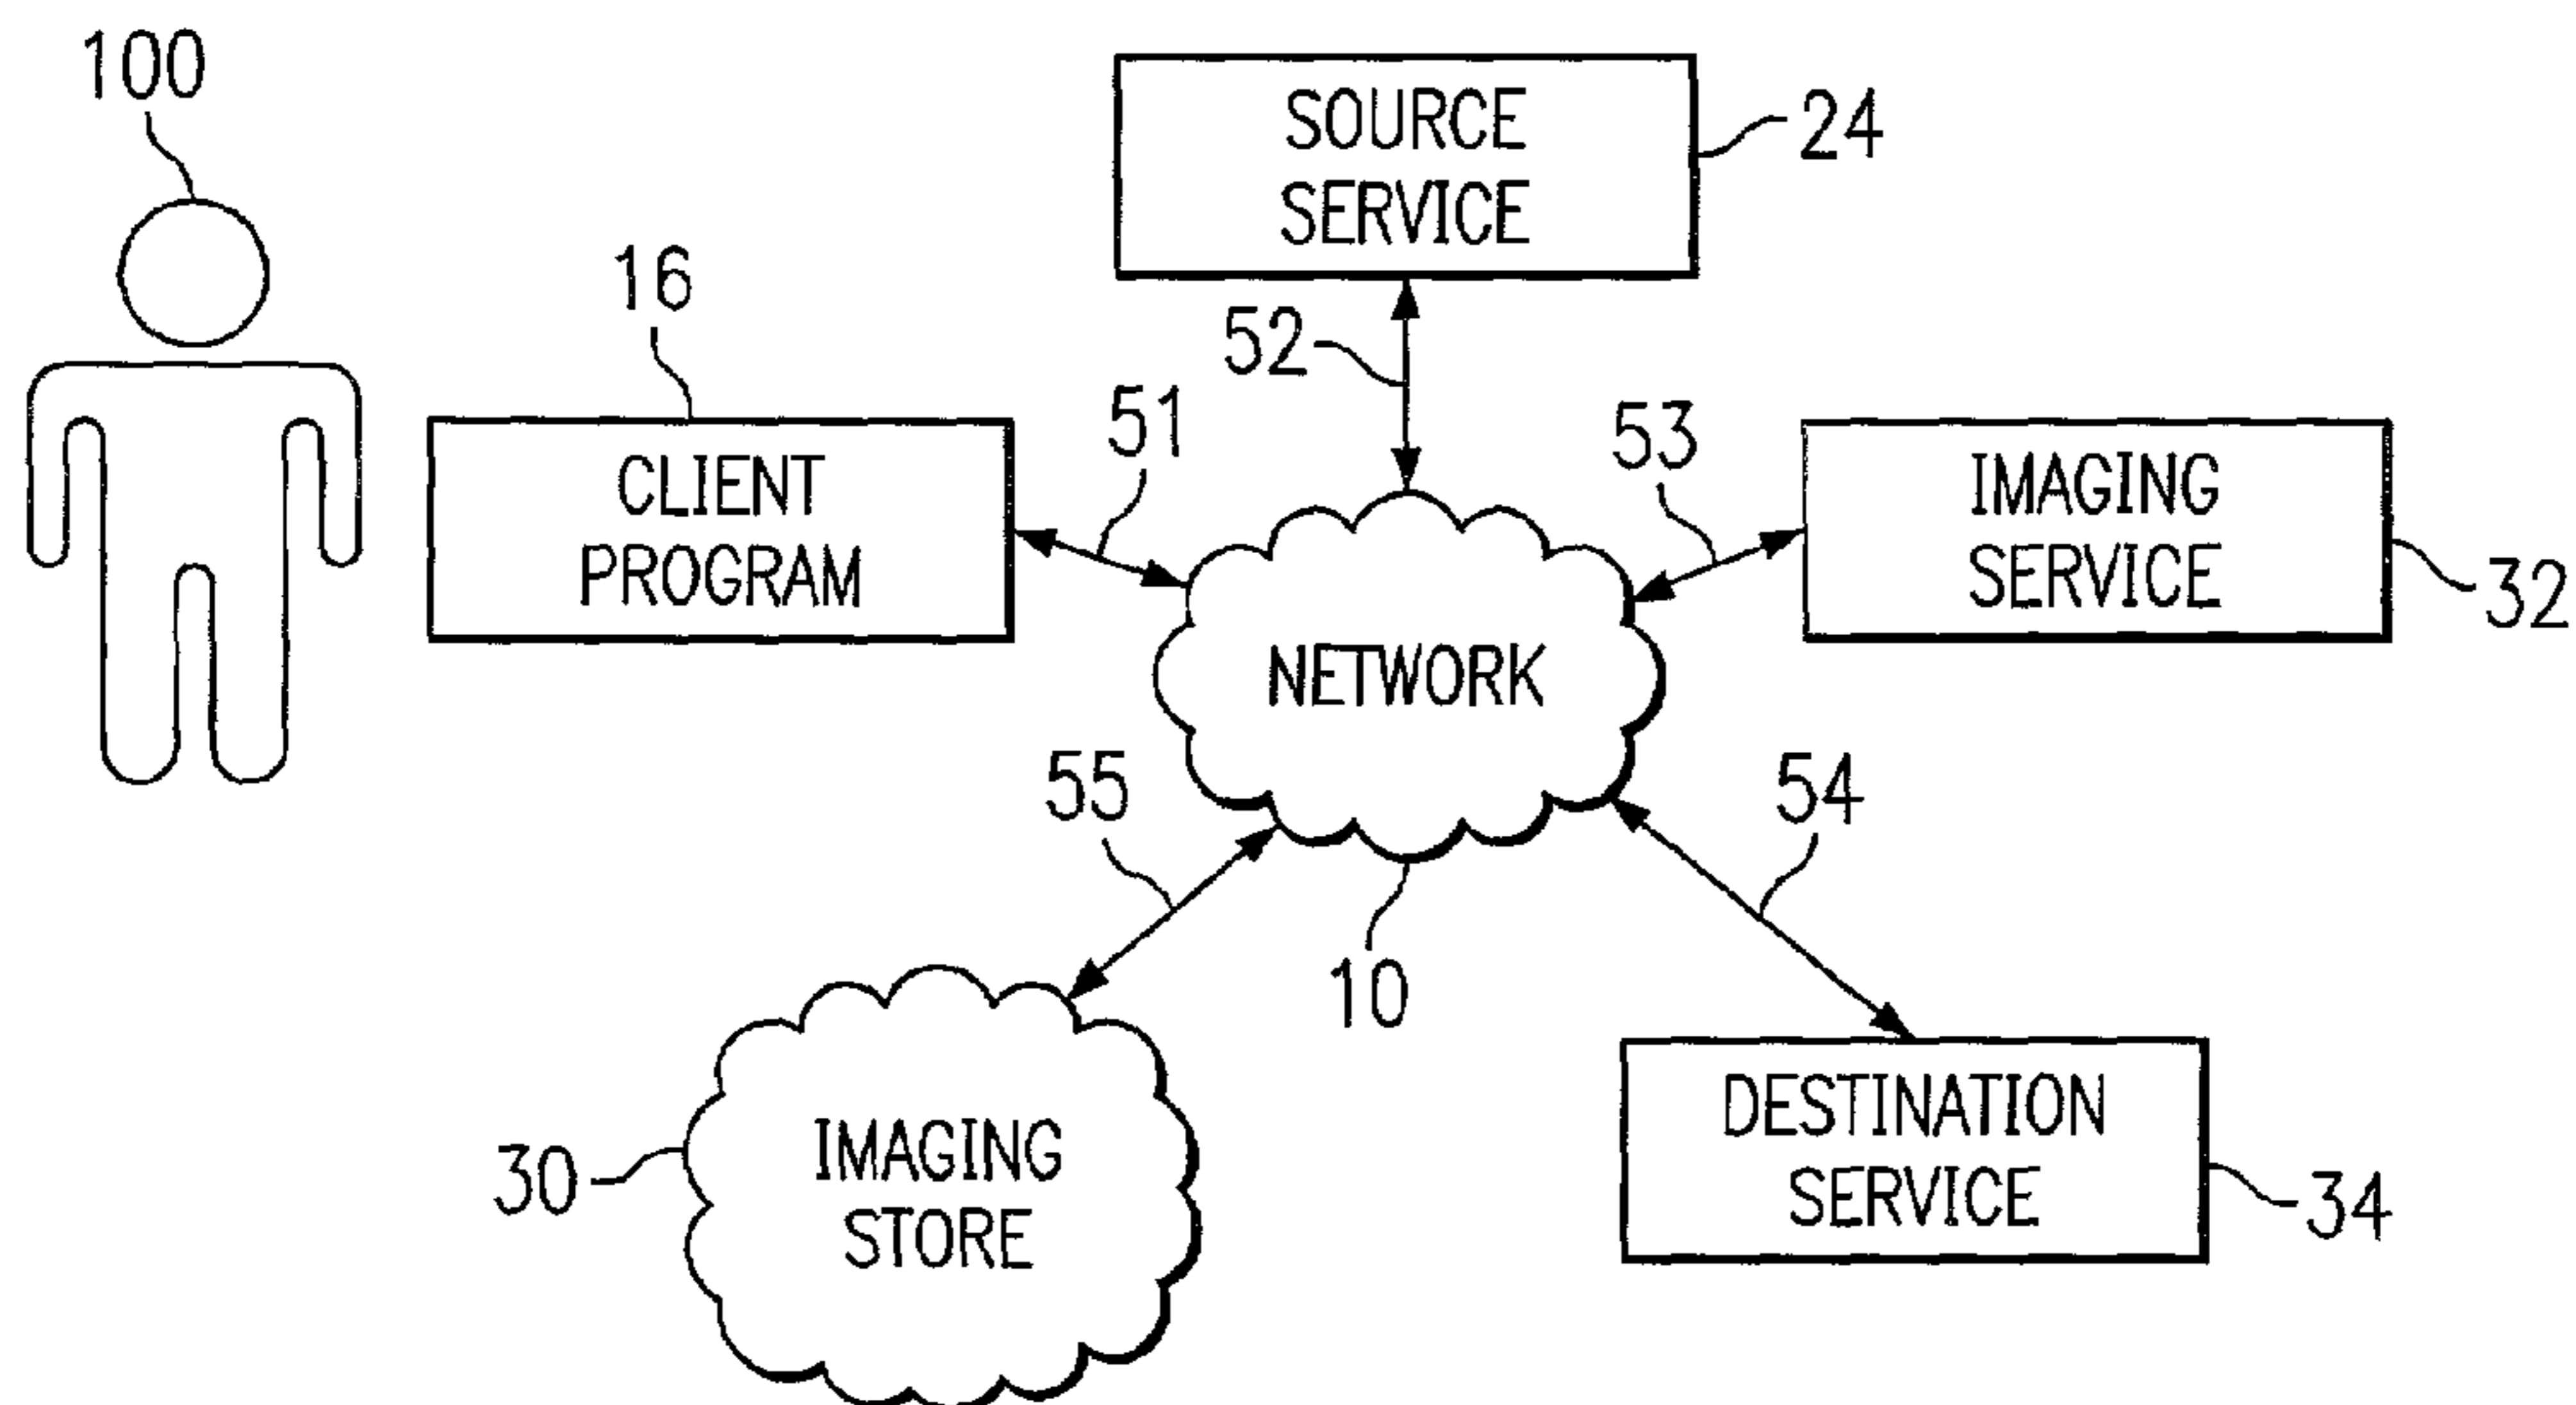 100
SOURCE
SERVICE
24
16
52
CLIENT
PROGRAM
51
53
IMAGING
SERVICE
32
NETWORK
55
54
10
30
IMAGING
STORE
DESTINATION
SERVICE
34